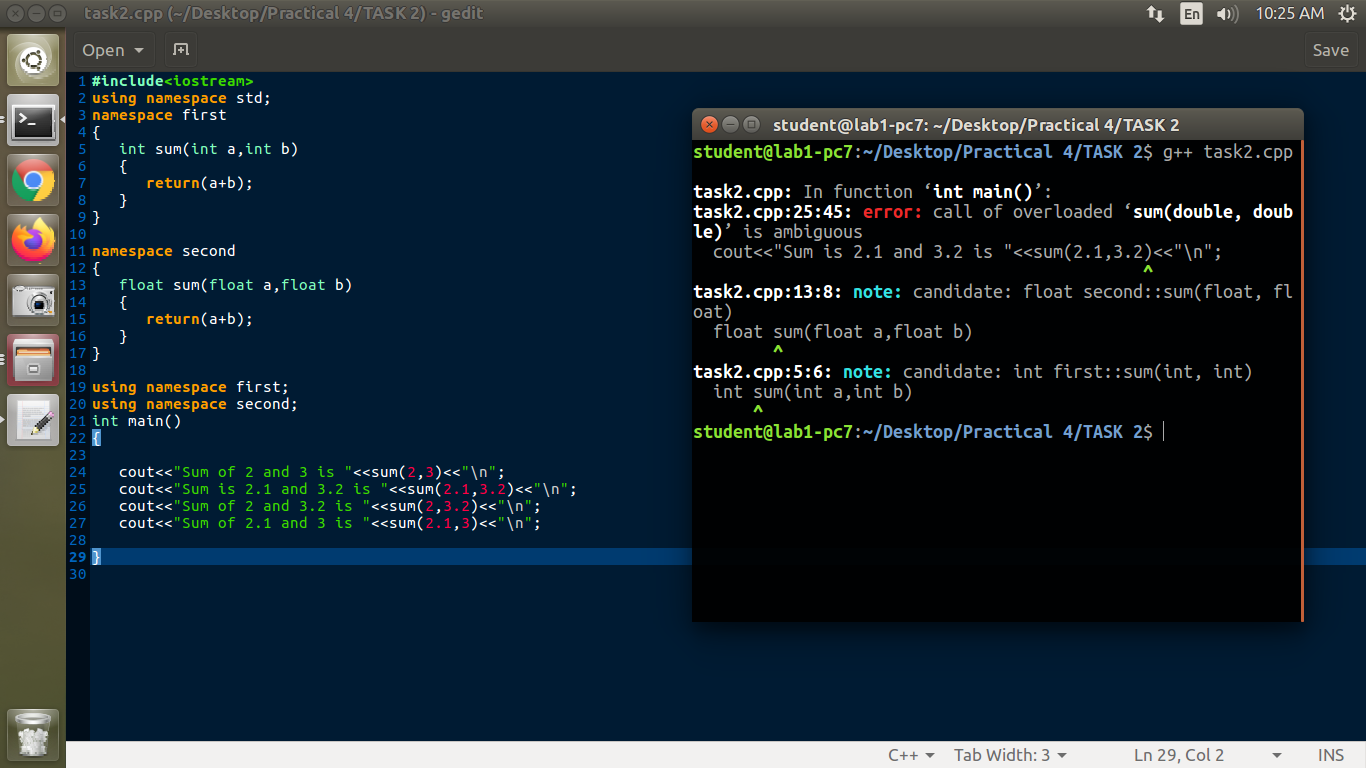 task2.cpp (~/Desktop/Practical 4/TASK 2) - gedit
En
10:25 AM
Open
Save
1 #include<iostream>
2 using namespace std;
3 namespace first
4 {
5 int sum(int a,int b)
6 {
7 return(a+b);
8 }
9 }
10
11 namespace second
12 {
13 float sum(float a,float b)
14 {
15 return(a+b);
16 }
17 }
18
19 using namespace first;
20 using namespace second;
21 int main()
22 {
23
24 cout<<"Sum of 2 and 3 is "<<sum(2,3)<<"\n";
25 cout<<"Sum is 2.1 and 3.2 is "<<sum(2.1,3.2)<<"\n";
26 cout<<"Sum of 2 and 3.2 is "<<sum(2,3.2)<<"\n";
27 cout<<"Sum of 2.1 and 3 is "<<sum(2.1,3)<<"\n";
28
29 }
30
student@lab1-pc7: ~/Desktop/Practical 4/TASK 2
student@lab1-pc7:~/Desktop/Practical 4/TASK 2$ g++ task2.cpp
task2.cpp: In function ‘int main()’:
task2.cpp:25:45: error: call of overloaded ‘sum(double, doub
le)’ is ambiguous
cout<<"Sum is 2.1 and 3.2 is "<<sum(2.1,3.2)<<"\n";
^
task2.cpp:13:8: note: candidate: float second::sum(float, fl
oat)
float sum(float a,float b)
^
task2.cpp:5:6: note: candidate: int first::sum(int, int)
int sum(int a,int b)
^
student@lab1-pc7:~/Desktop/Practical 4/TASK 2$
C++
Tab Width: 3
Ln 29, Col 2
INS